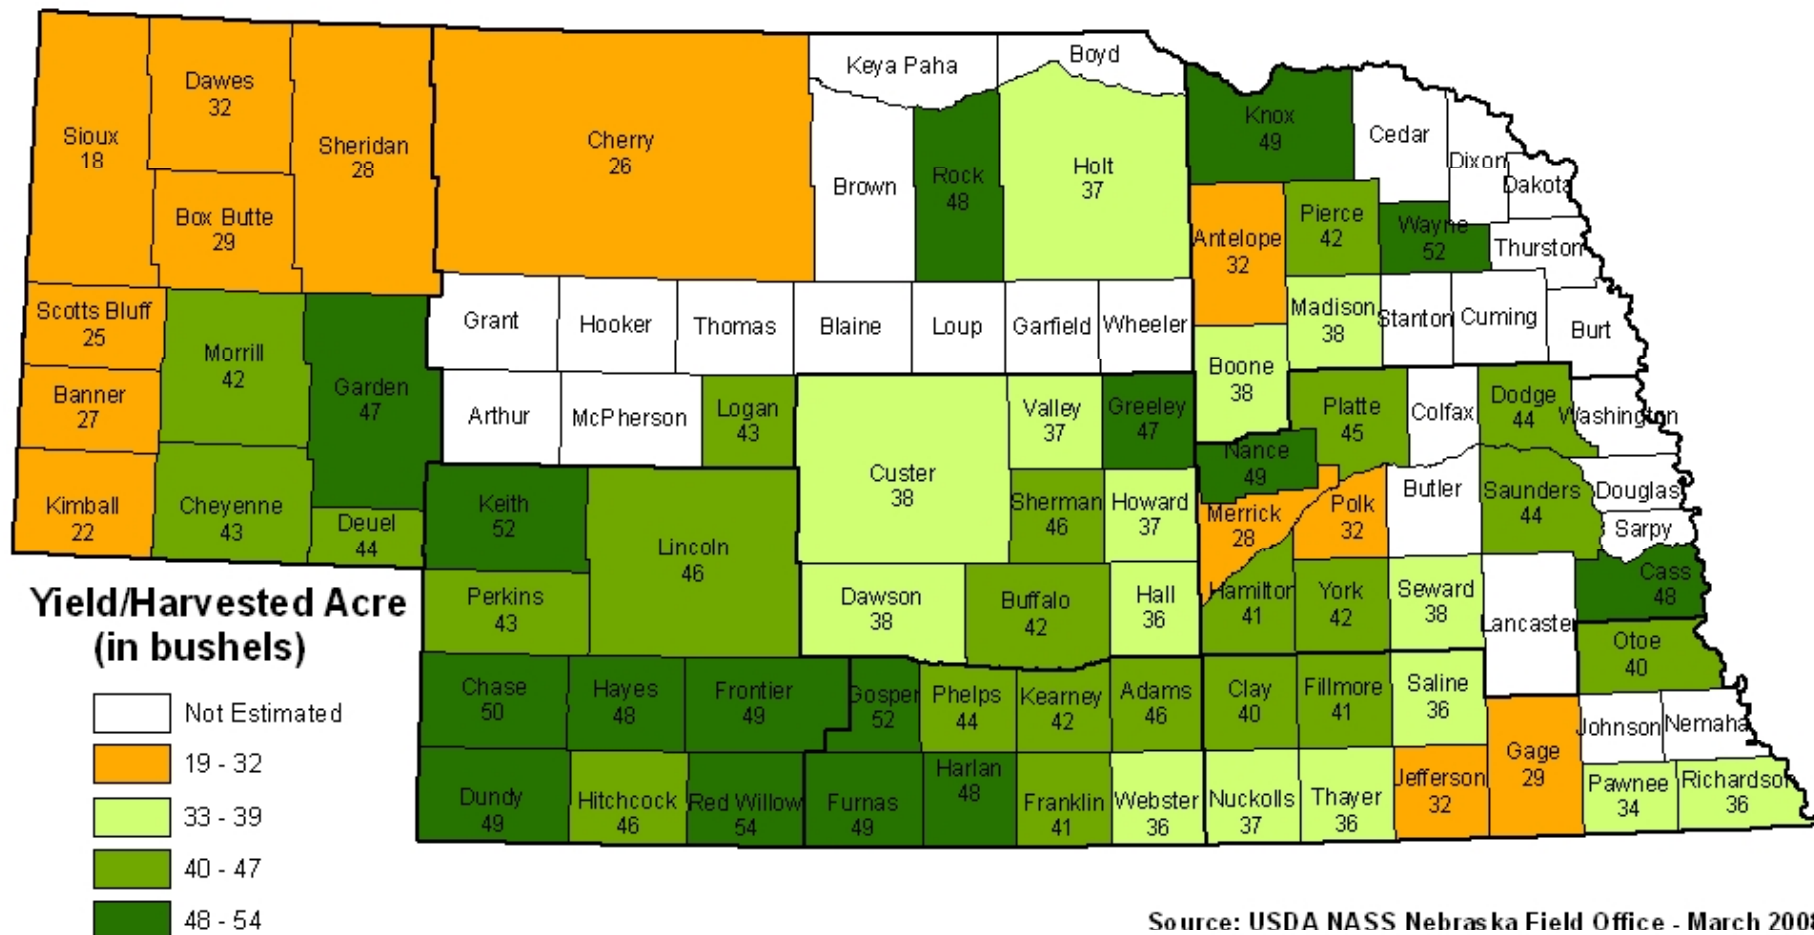 Keya Paha
Boyd
Dawes
32
Sioux
18
Sheridan
28
Cherry
26
Knox
49
Cedar
Dixon
Dakota
Brown
Rock
48
Holt
37
Box Butte
29
Antelope
32
Pierce
42
Wayne
52
Thurston
Scotts Bluff
25
Morrill
42
Garden
47
Grant
Hooker
Thomas
Blaine
Loup
Garfield
Wheeler
Madison
38
Stanton
Cuming
Burt
Banner
27
Arthur
McPherson
Logan
43
Custer
38
Valley
37
Greeley
47
Boone
38
Platte
45
Colfax
Dodge
44
Washington
Nance
49
Kimball
22
Cheyenne
43
Deuel
44
Keith
52
Lincoln
46
Sherman
46
Howard
37
Merrick
28
Polk
32
Butler
Saunders
44
Douglas
Sarpy
Perkins
43
Dawson
38
Buffalo
42
Hall
36
Hamilton
41
York
42
Seward
38
Lancaster
Cass
48
Otoe
40
Chase
50
Hayes
48
Frontier
49
Gosper
52
Phelps
44
Kearney
42
Adams
46
Clay
40
Fillmore
41
Saline
36
Gage
29
Johnson
Nemaha
Dundy
49
Hitchcock
46
Red Willow
54
Furnas
49
Harlan
48
Franklin
41
Webster
36
Nuckolls
37
Thayer
36
Jefferson
32
Pawnee
34
Richardson
36
Yield/Harvested Acre
(in bushels)
Not Estimated
19 - 32
33 - 39
40 - 47
48 - 54
Source: USDA NASS Nebraska Field Office - March 2008